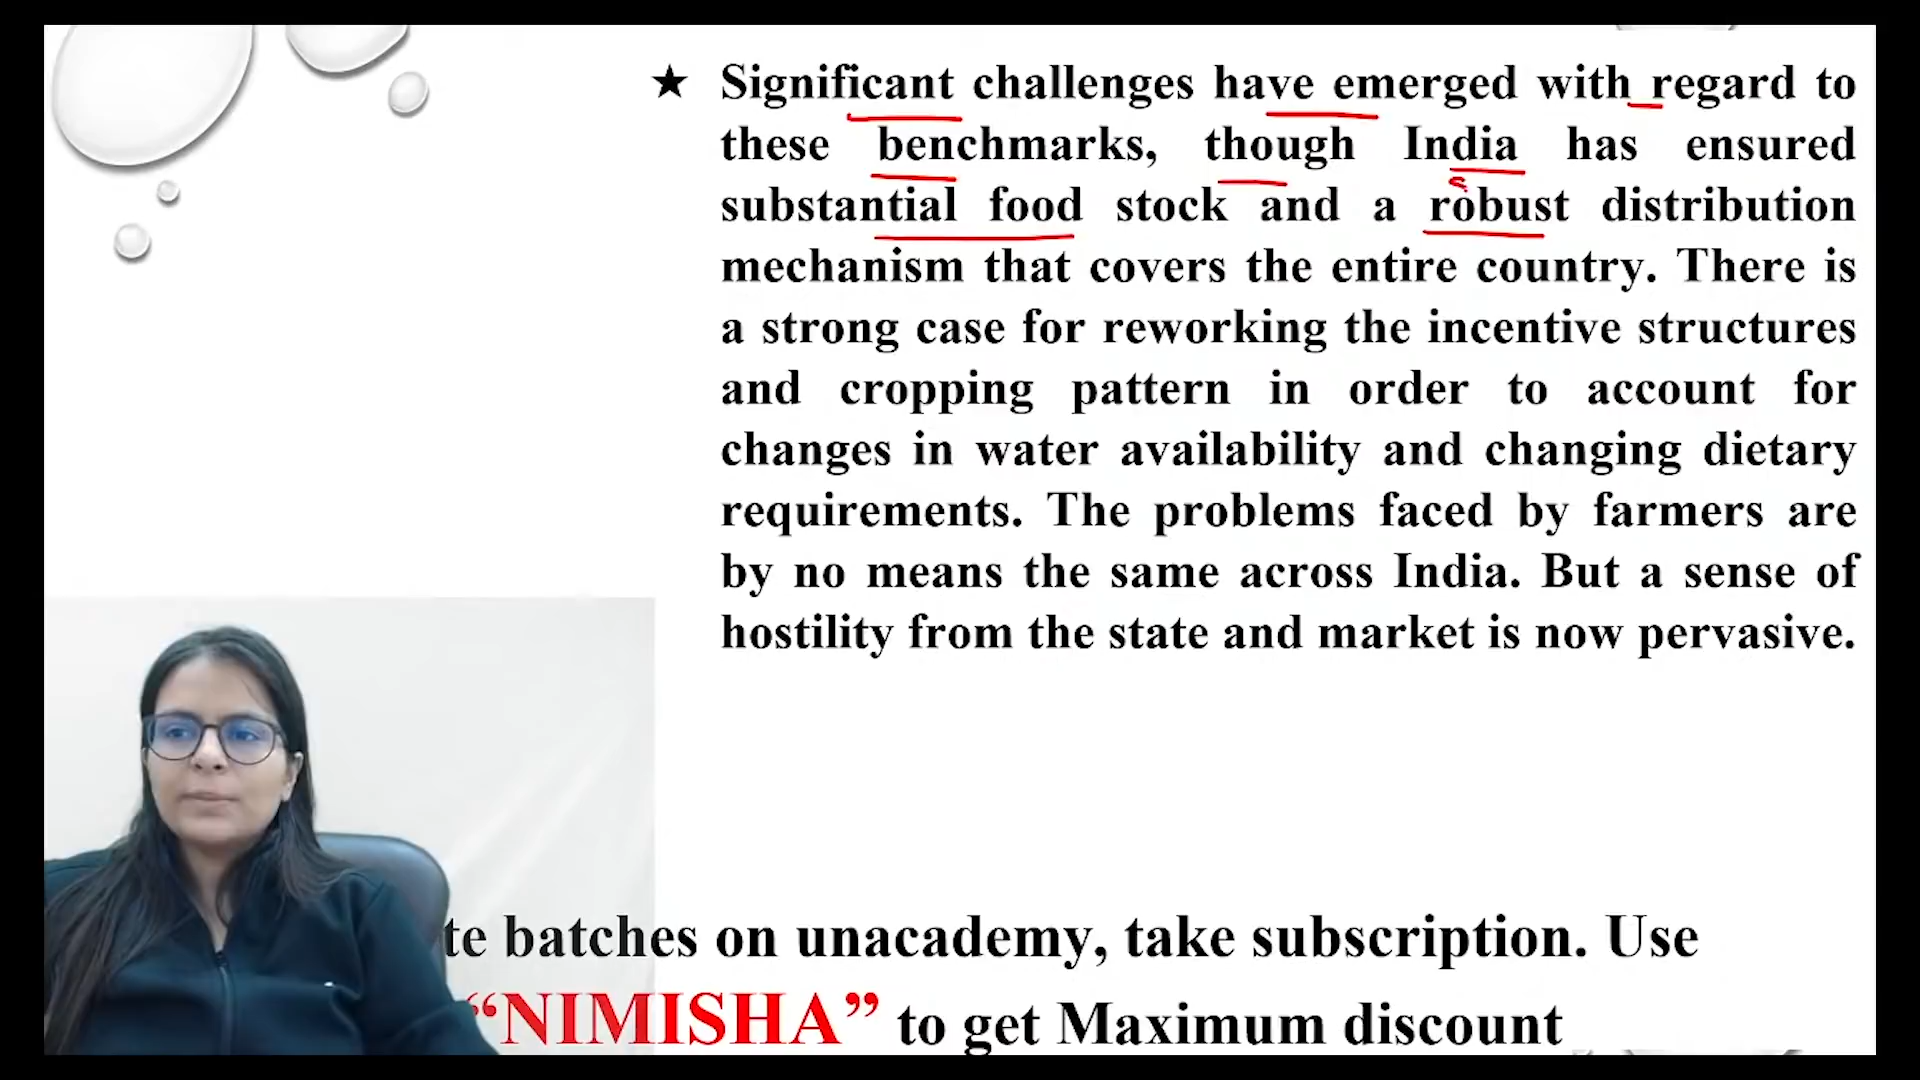 ★ Significant challenges have emerged with regard to
these benchmarks, though India has ensured
substantial food stock and a robust distribution
mechanism that covers the entire country. There is
a strong case for reworking the incentive structures
and cropping pattern in order to account for
changes in water availability and changing dietary
requirements. The problems faced by farmers are
by no means the same across India. But a sense of
hostility from the state and market is now pervasive.
te batches on unacademy, take subscription. Use
“NIMISHA” to get Maximum discount